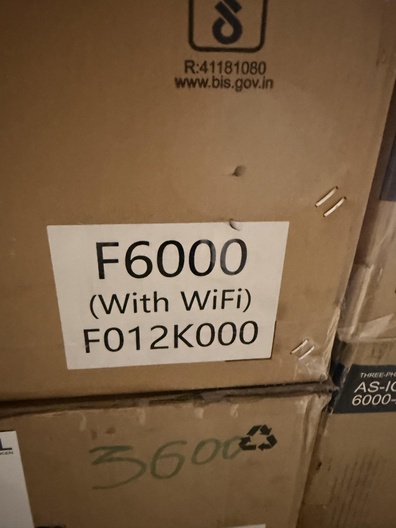 R:41181080
www.bis.gov.in
F6000
(With WiFi)
F012K000
THREE-PH
AS-IC
6000-
3600